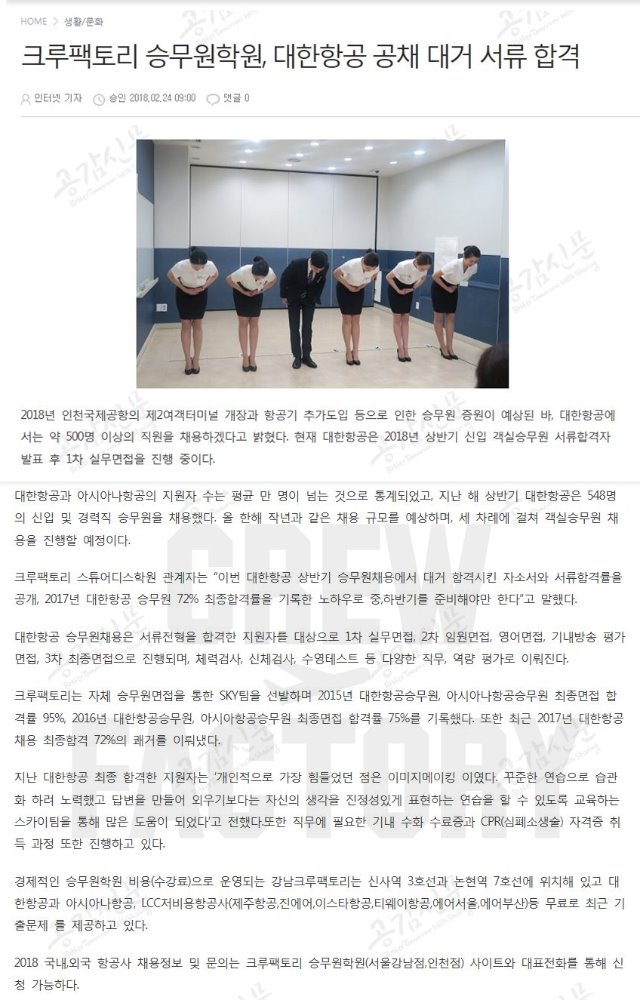 HOME > 생활/문화
크루팩토리 승무원학원, 대한항공 공채 대거 서류 합격
인터넷 기자 승인 2018.02.24 09:00 댓글 0
공감신문
2018년 인천국제공항의 제2여객터미널 개장과 항공기 추가도입 등으로 인한 승무원 증원이 예상된 바, 대한항공에
서는 약 500명 이상의 직원을 채용하겠다고 밝혔다. 현재 대한항공은 2018년 상반기 신입 객실승무원 서류합격자
발표 후 1차 실무면접을 진행 중이다.
대한항공과 아시아나항공의 지원자 수는 평균 만 명이 넘는 것으로 통계되었고, 지난 해 상반기 대한항공은 548명
의 신입 및 경력직 승무원을 채용했다. 올 한해 작년과 같은 채용 규모를 예상하며, 세 차례에 걸쳐 객실승무원 채
용을 진행할 예정이다.
크루팩토리 스튜어디스학원 관계자는 “이번 대한항공 상반기 승무원채용에서 대거 합격시킨 자소서와 서류합격률을
공개, 2017년 대한항공 승무원 72% 최종합격률을 기록한 노하우로 중,하반기를 준비해야만 한다”고 말했다.
대한항공 승무원채용은 서류전형을 합격한 지원자를 대상으로 1차 실무면접, 2차 임원면접, 영어면접, 기내방송 평가
면접, 3차 최종면접으로 진행되며, 체력검사, 신체검사, 수영테스트 등 다양한 직무, 역량 평가로 이뤄진다.
크루팩토리는 자체 승무원면접을 통한 SKY팀을 선발하며 2015년 대한항공승무원, 아시아나항공승무원 최종면접 합
격률 95%, 2016년 대한항공승무원, 아시아항공승무원 최종면접 합격률 75%를 기록했다. 또한 최근 2017년 대한항공
채용 최종합격 72%의 쾌거를 이뤄냈다.
지난 대한항공 최종 합격한 지원자는 ‘개인적으로 가장 힘들었던 점은 이미지메이킹 이였다. 꾸준한 연습으로 습관
화 하려 노력했고 답변을 만들어 외우기보다는 자신의 생각을 진정성있게 표현하는 연습을 할 수 있도록 교육하는
스카이팀을 통해 많은 도움이 되었다’고 전했다.또한 직무에 필요한 기내 수화 수료증과 CPR(심폐소생술) 자격증 취
득 과정 또한 진행하고 있다.
경제적인 승무원학원 비용(수강료)으로 운영되는 강남크루팩토리는 신사역 3호선과 논현역 7호선에 위치해 있고 대
한항공과 아시아나항공, LCC저비용항공사(제주항공,진에어,이스타항공,티웨이항공,에어서울,에어부산)등 무료로 최근 기
출문제 를 제공하고 있다.
2018 국내,외국 항공사 채용정보 및 문의는 크루팩토리 승무원학원(서울강남점,인천점) 사이트와 대표전화를 통해 신
청 가능하다.
CREW
FACTORY